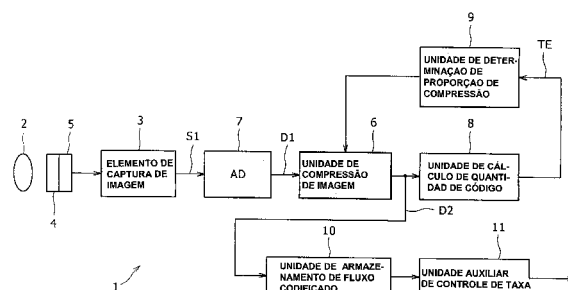 9
TE
UNIDADE DE DETER-
MINAÇÃO DE
PROPORÇÃO DE
COMPRESSÃO
2
5
3
S1
7
D1
6
8
ELEMENTO DE
CAPTURA DE
IMAGEM
AD
UNIDADE DE
COMPRESSÃO
DE IMAGEM
UNIDADE DE CÁL-
CULO DE QUANTI-
DAD DE CÓDIGO
4
D2
10
11
UNIDADE DE ARMAZE-
NAMENTO DE FLUXO
CODIFICADO
UNIDADE AUXILIAR
DE CONTROLE DE TAXA
1